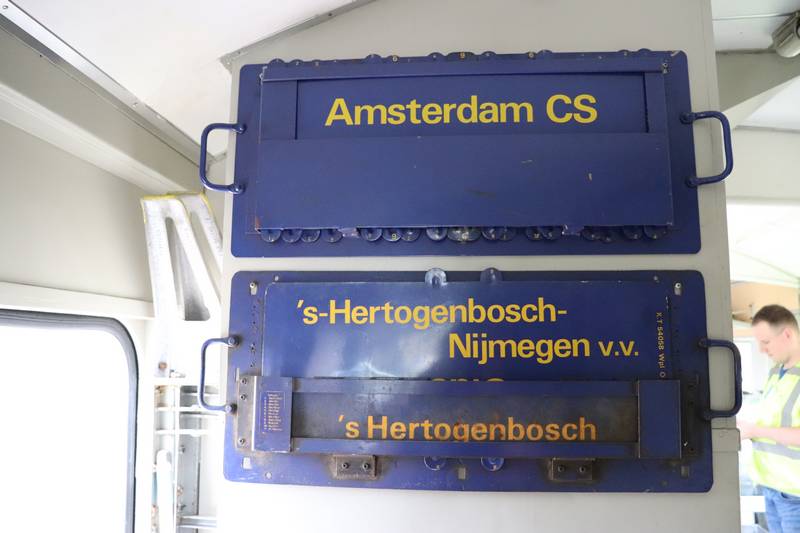 Amsterdam CS
's-Hertogenbosch-
Nijmegen v.v.
's Hertogenbosch